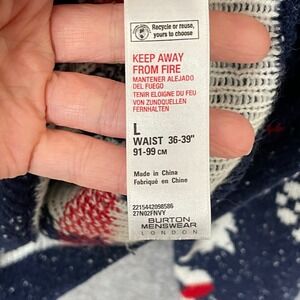 Recycle or reuse,
yours to choose
KEEP AWAY
FROM FIRE
MANTENER ALEJADO
DEL FUEGO
TENIR ELOIGNE DU FEU
VON ZUNDQUELLEN
FERNHALTEN
L
WAIST 36-39"
91-99 CM
Made in China
Fabriqué en Chine
2215442098586
27N02FNVY
BURTON
MENSWEAR
LONDON